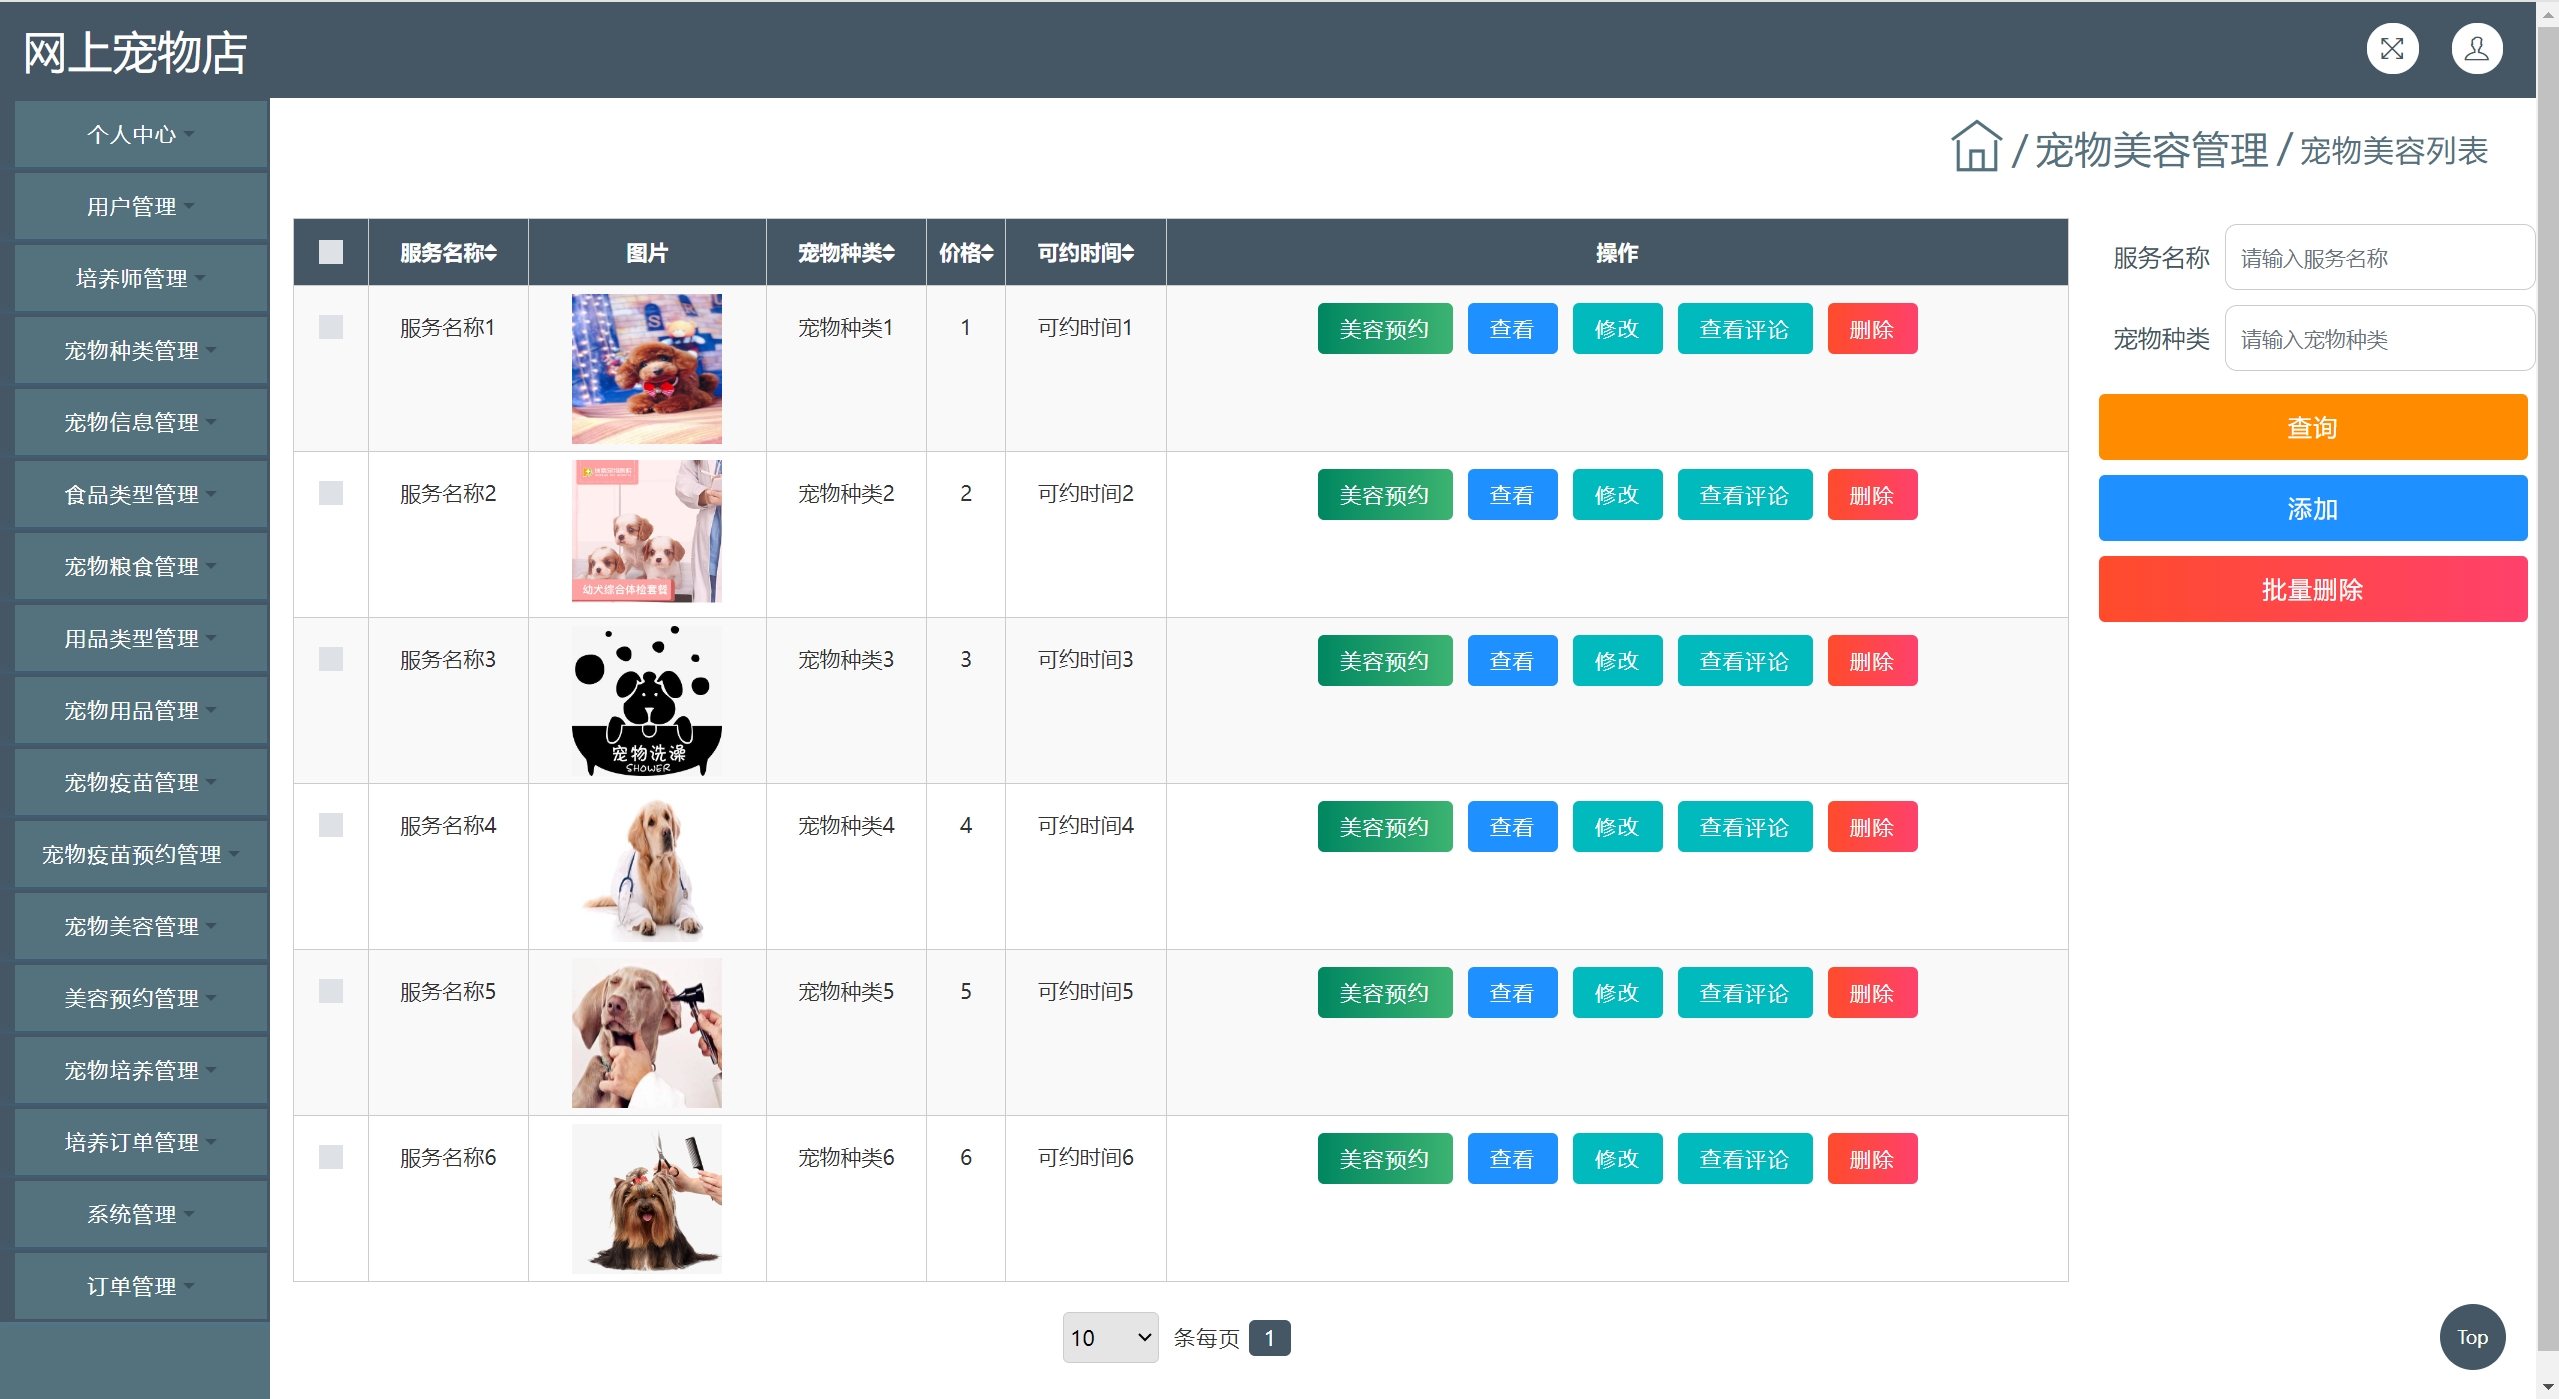 网上宠物店
个人中心
用户管理
培养师管理
宠物种类管理
宠物信息管理
食品类型管理
宠物粮食管理
用品类型管理
宠物用品管理
宠物疫苗管理
宠物疫苗预约管理
宠物美容管理
美容预约管理
宠物培养管理
培养订单管理
系统管理
订单管理
/ 宠物美容管理 / 宠物美容列表
服务名称 图片 宠物种类 价格 可约时间 操作
服务名称1 宠物种类1 1 可约时间1 美容预约 查看 修改 查看评论 删除
服务名称2 宠物种类2 2 可约时间2 美容预约 查看 修改 查看评论 删除
幼犬综合体检套餐
服务名称3 宠物种类3 3 可约时间3 美容预约 查看 修改 查看评论 删除
宠物洗澡
SHOWER
服务名称4 宠物种类4 4 可约时间4 美容预约 查看 修改 查看评论 删除
服务名称5 宠物种类5 5 可约时间5 美容预约 查看 修改 查看评论 删除
服务名称6 宠物种类6 6 可约时间6 美容预约 查看 修改 查看评论 删除
10 条每页 1
服务名称 请输入服务名称
宠物种类 请输入宠物种类
查询
添加
批量删除
Top